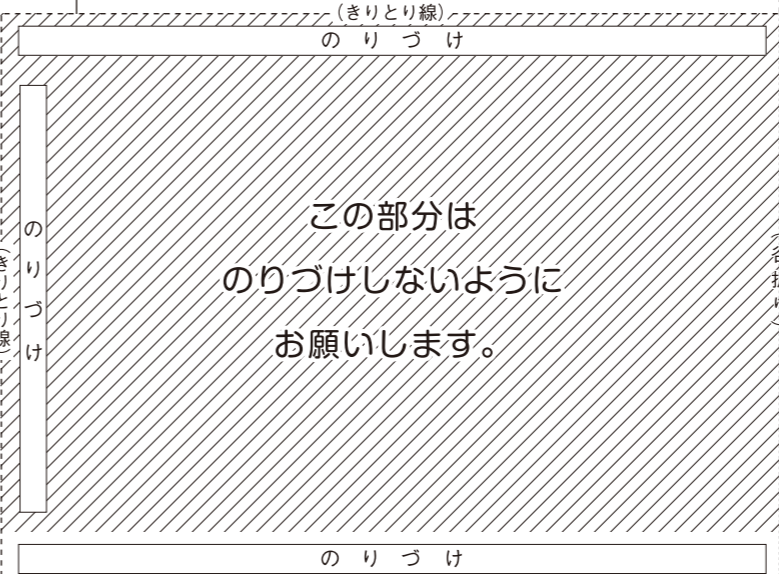 (きりとり線)
のりづけ
のりづけ
(きりとり線)
この部分は
のりづけしないように
お願いします。
のりづけ